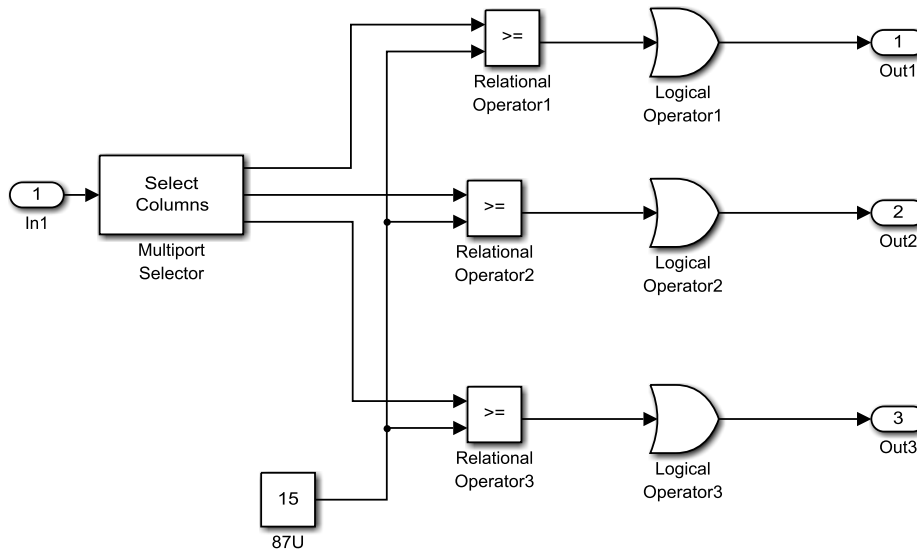 1
In1
Select
Columns
Multiport
Selector
>=
Relational
Operator1
Logical
Operator1
1
Out1
>=
Relational
Operator2
Logical
Operator2
2
Out2
>=
Relational
Operator3
Logical
Operator3
3
Out3
15
87U